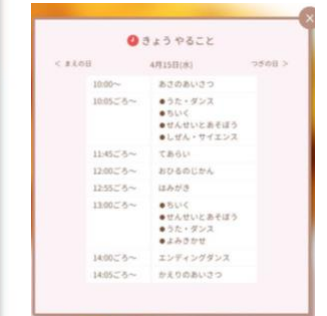 きょう やること
< まえの日 4月15日(水) つぎの日 >
10:00～ あさのあいさつ
10:05ごろ～ ●うた・ダンス
●ちいく
●せんせいとあそぼう
●しぜん・サイエンス
11:45ごろ～ てあらい
12:00ごろ～ おひるのじかん
12:55ごろ～ はみがき
13:00ごろ～ ●ちいく
●せんせいとあそぼう
●うた・ダンス
●よみきかせ
14:00ごろ～ エンディングダンス
14:05ごろ～ かえりのあいさつ